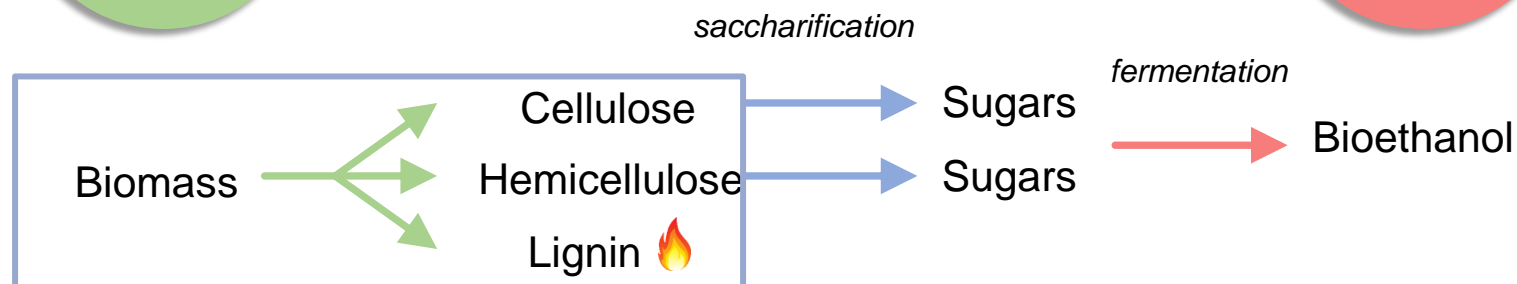 saccharification
fermentation
Cellulose
Sugars
Bioethanol
Biomass
Hemicellulose
Sugars
Lignin